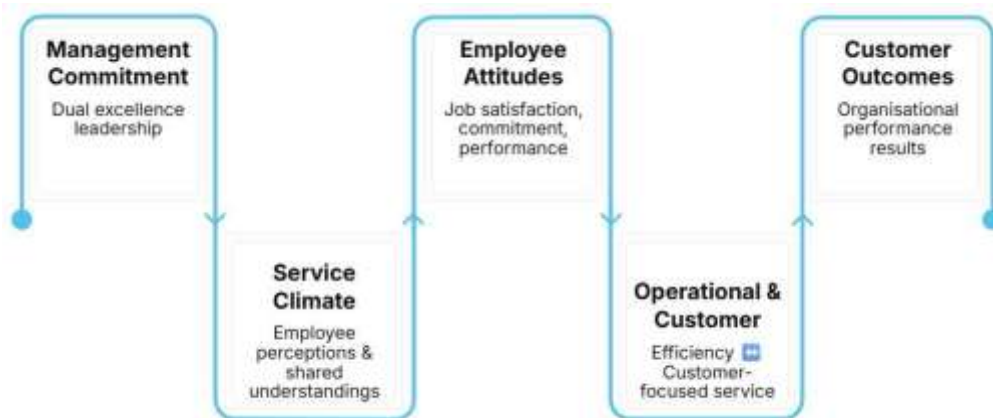 Management
Commitment
Dual excellence
leadership
Service
Climate
Employee
perceptions &
shared
understandings
Employee
Attitudes
Job satisfaction,
commitment,
performance
Operational &
Customer
Efficiency ↔️
Customer-
focused service
Customer
Outcomes
Organisational
performance
results